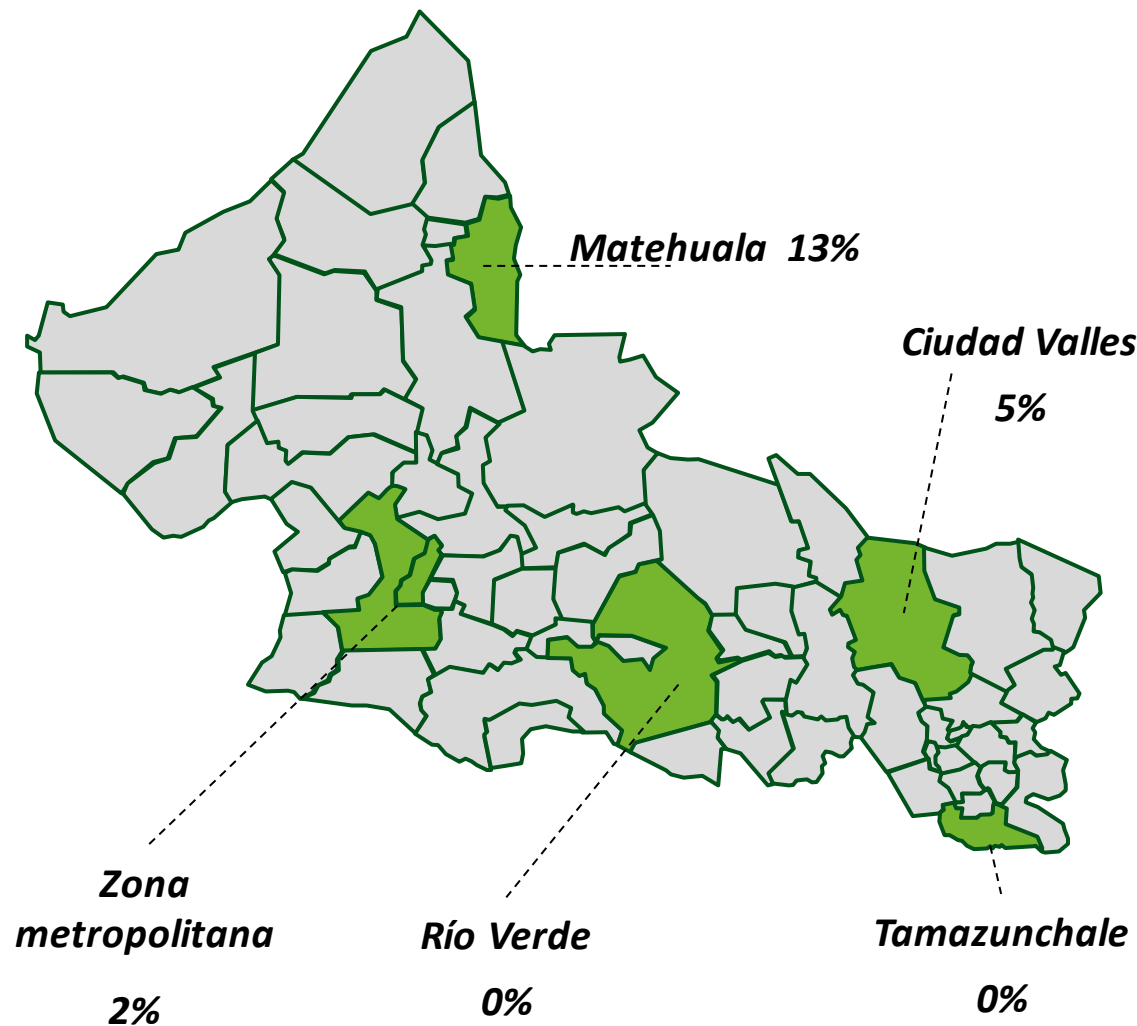 Matehuala 13%
Ciudad Valles
5%
Zona
metropolitana
2%
Río Verde
0%
Tamazunchale
0%